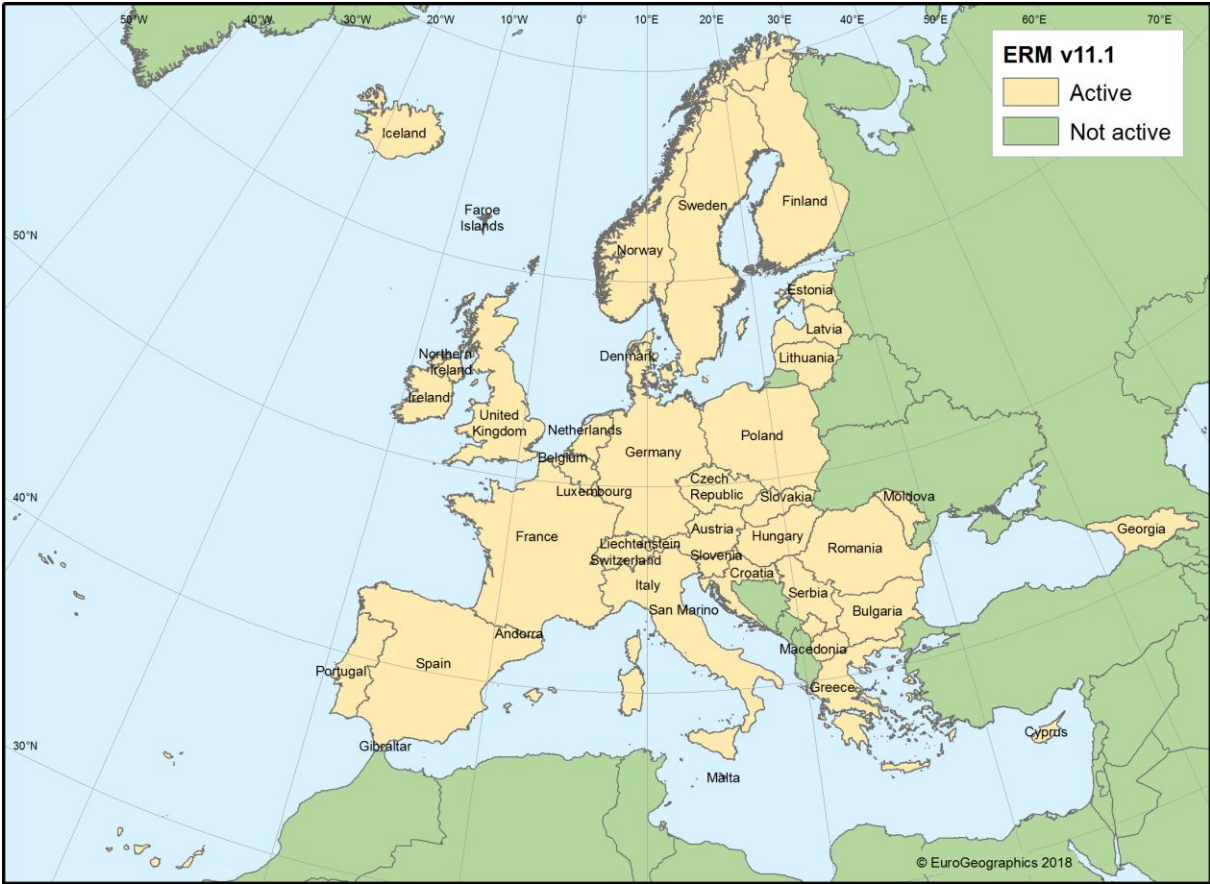 50°W
40°W
30°W
20°W
10°W
0°
10°E
20°E
30°E
40°E
50°E
60°E
70°E
ERM v11.1
Active
Not active
Iceland
Faroe
Islands
50°N
Sweden
Finland
Norway
Estonia
Latvia
Lithuania
Northern
Ireland
Denmark
Ireland
United
Kingdom
Netherlands
Belgium
Germany
Poland
Luxembourg
Czech
Republic
Slovakia
Moldova
40°N
France
Austria
Hungary
Romania
Georgia
Liechtenstein
Switzerland
Slovenia
Croatia
Italy
Serbia
San Marino
Bulgaria
Andorra
Macedonia
Portugal
Spain
Greece
30°N
Gibraltar
Cyprus
Malta
© EuroGeographics 2018